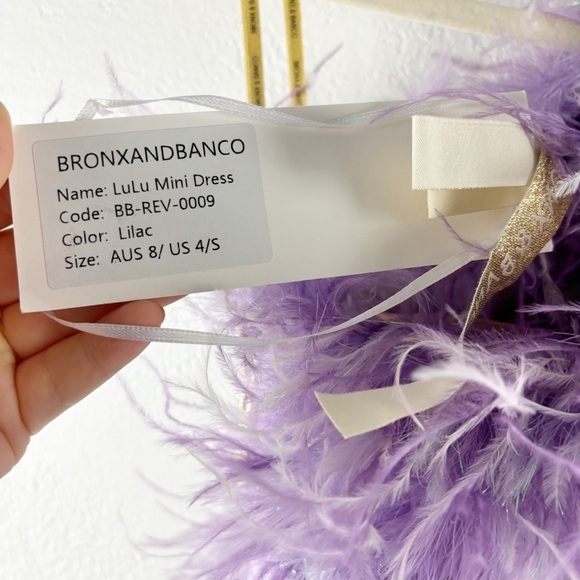 BRONXANDBANCO
Name: LuLu Mini Dress
Code: BB-REV-0009
Color: Lilac
Size: AUS 8/ US 4/S